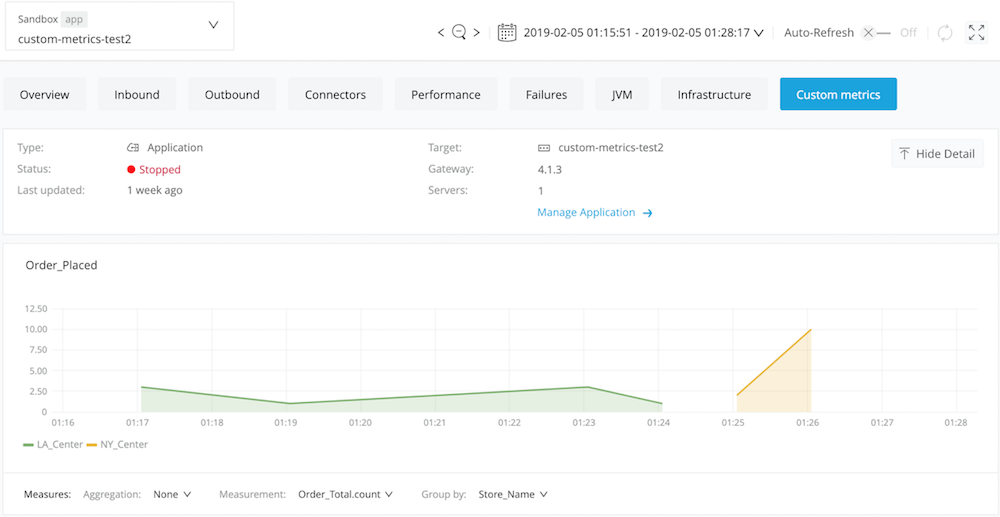 Sandbox app
custom-metrics-test2
2019-02-05 01:15:51 - 2019-02-05 01:28:17
Auto-Refresh
Off
Overview
Inbound
Outbound
Connectors
Performance
Failures
JVM
Infrastructure
Custom metrics
Type: Application
Status: Stopped
Last updated: 1 week ago
Target: custom-metrics-test2
Gateway: 4.1.3
Servers: 1
Manage Application
Hide Detail
Order_Placed
12.50
10.00
7.50
5.00
2.50
0
01:16 01:17 01:18 01:19 01:20 01:21 01:22 01:23 01:24 01:25 01:26 01:27 01:28
LA_Center NY_Center
Measures: Aggregation: None Measurement: Order_Total.count Group by: Store_Name